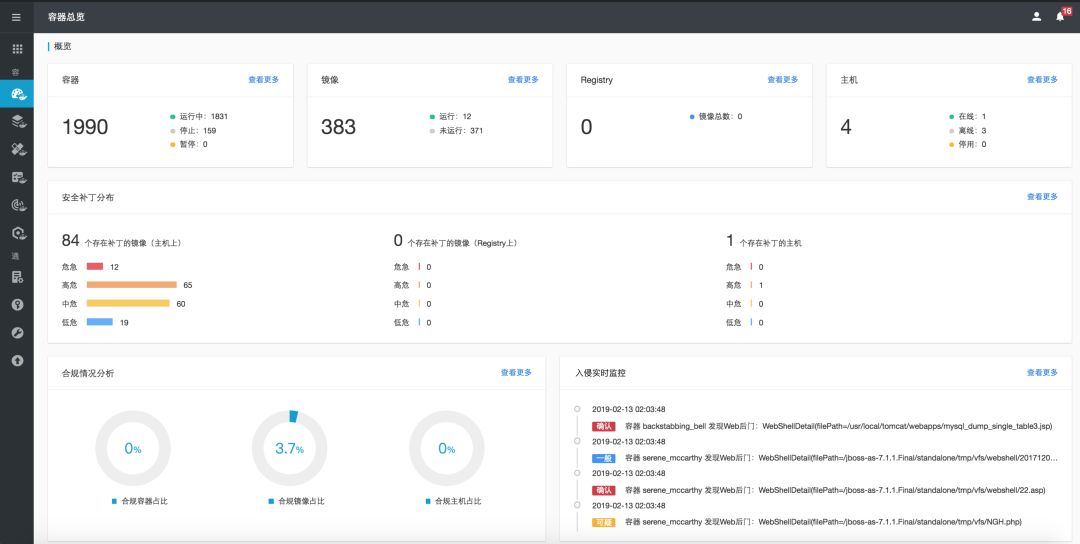 容器总览
16
容
透
概览
容器 查看更多
1990
运行中: 1831
停止: 159
暂停: 0
镜像 查看更多
383
运行: 12
未运行: 371
Registry 查看更多
0
镜像总数: 0
主机 查看更多
4
在线: 1
离线: 3
停用: 0
安全补丁分布 查看更多
84 个存在补丁的镜像（主机上）
危急 12
高危 65
中危 60
低危 19
0 个存在补丁的镜像（Registry上）
危急 0
高危 0
中危 0
低危 0
1 个存在补丁的主机
危急 0
高危 1
中危 0
低危 0
合规情况分析 查看更多
0%
合规容器占比
3.7%
合规镜像占比
0%
合规主机占比
入侵实时监控 查看更多
2019-02-13 02:03:48
确认 容器 backstabbing_bell 发现Web后门: WebShellDetail(filePath=/usr/local/tomcat/webapps/mysql_dump_single_table3.jsp)
2019-02-13 02:03:48
一般 容器 serene_mccarthy 发现Web后门: WebShellDetail(filePath=/jboss-as-7.1.1.Final/standalone/tmp/vfs/webshell/2017120...
2019-02-13 02:03:48
确认 容器 serene_mccarthy 发现Web后门: WebShellDetail(filePath=/jboss-as-7.1.1.Final/standalone/tmp/vfs/webshell/22.asp)
2019-02-13 02:03:48
可疑 容器 serene_mccarthy 发现Web后门: WebShellDetail(filePath=/jboss-as-7.1.1.Final/standalone/tmp/vfs/NGH.php)